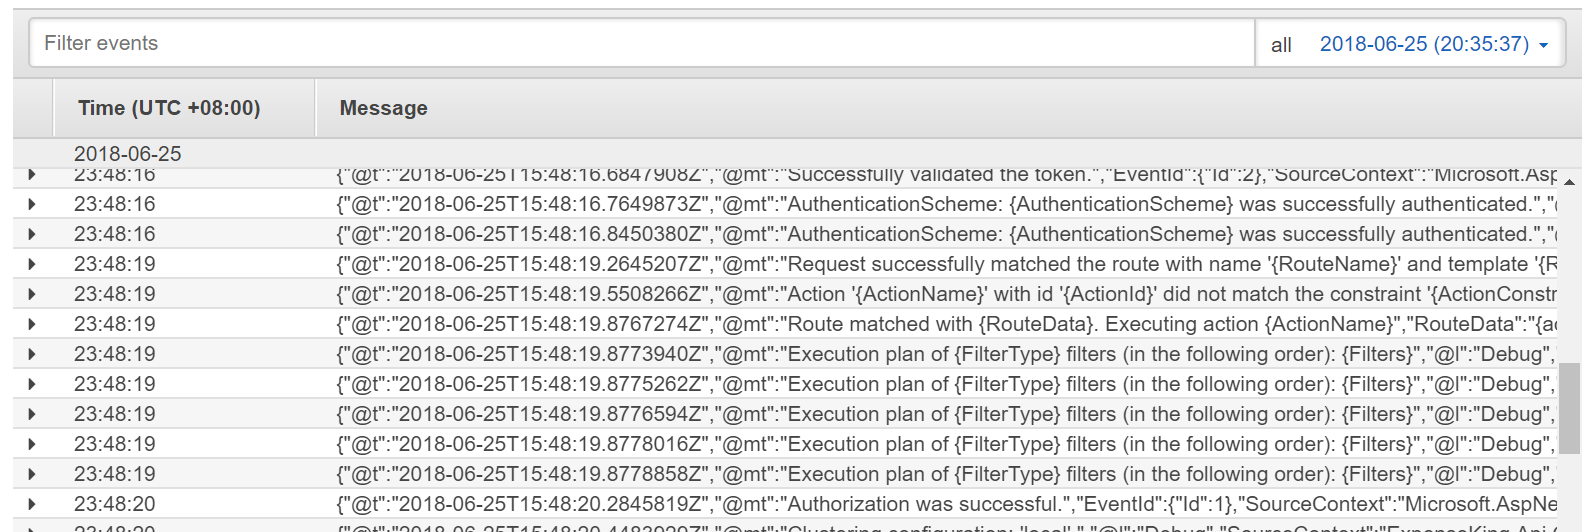 Filter events all 2018-06-25 (20:35:37)
Time (UTC +08:00) Message
2018-06-25
23:48:16 {"@t":"2018-06-25T15:48:16.6847908Z","@mt":"Successfully validated the token.","EventId":{"Id":2},"SourceContext":"Microsoft.Asp
23:48:16 {"@t":"2018-06-25T15:48:16.7649873Z","@mt":"AuthenticationScheme: {AuthenticationScheme} was successfully authenticated.","@
23:48:16 {"@t":"2018-06-25T15:48:16.8450380Z","@mt":"AuthenticationScheme: {AuthenticationScheme} was successfully authenticated.","@
23:48:19 {"@t":"2018-06-25T15:48:19.2645207Z","@mt":"Request successfully matched the route with name '{RouteName}' and template '{R
23:48:19 {"@t":"2018-06-25T15:48:19.5508266Z","@mt":"Action '{ActionName}' with id '{ActionId}' did not match the constraint '{ActionConstr
23:48:19 {"@t":"2018-06-25T15:48:19.8767274Z","@mt":"Route matched with {RouteData}. Executing action {ActionName}","RouteData":"{ac
23:48:19 {"@t":"2018-06-25T15:48:19.8773940Z","@mt":"Execution plan of {FilterType} filters (in the following order): {Filters}","@l":"Debug",
23:48:19 {"@t":"2018-06-25T15:48:19.8775262Z","@mt":"Execution plan of {FilterType} filters (in the following order): {Filters}","@l":"Debug",
23:48:19 {"@t":"2018-06-25T15:48:19.8776594Z","@mt":"Execution plan of {FilterType} filters (in the following order): {Filters}","@l":"Debug",
23:48:19 {"@t":"2018-06-25T15:48:19.8778016Z","@mt":"Execution plan of {FilterType} filters (in the following order): {Filters}","@l":"Debug",
23:48:19 {"@t":"2018-06-25T15:48:19.8778858Z","@mt":"Execution plan of {FilterType} filters (in the following order): {Filters}","@l":"Debug",
23:48:20 {"@t":"2018-06-25T15:48:20.2845819Z","@mt":"Authorization was successful.","EventId":{"Id":1},"SourceContext":"Microsoft.AspNe
23:48:20 "@mt":"Clustering configuration: 'local'.","@l":"Debug","SourceContext":"ExpenseKing.Api